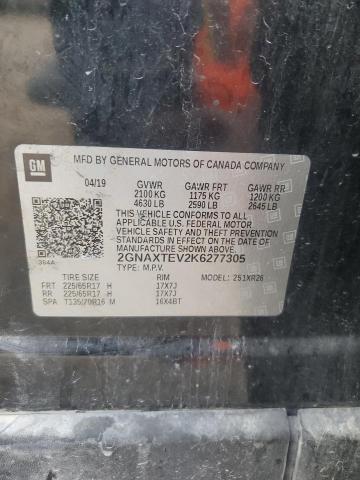 GM
MFD BY GENERAL MOTORS OF CANADA COMPANY
04/19 GVWR GAWR FRT GAWR RR
2100 KG 1175 KG 1200 KG
4630 LB 2590 LB 2645 LB
THIS VEHICLE CONFORMS TO ALL APPLICABLE
U.S. FEDERAL MOTOR
VEHICLE SAFETY, BUMPER, AND THEFT
PREVENTION STANDARDS IN EFFECT ON THE DATE OF
MANUFACTURE SHOWN ABOVE.
2GNAXTEV2K6277305
TYPE: M.P.V.
384A
TIRE SIZE RIM MODEL: 251XR26
FRT 225/65R17 H 17X7J
RR 225/65R17 H 17X7J
SPA T135/70R16 M 16X4BT